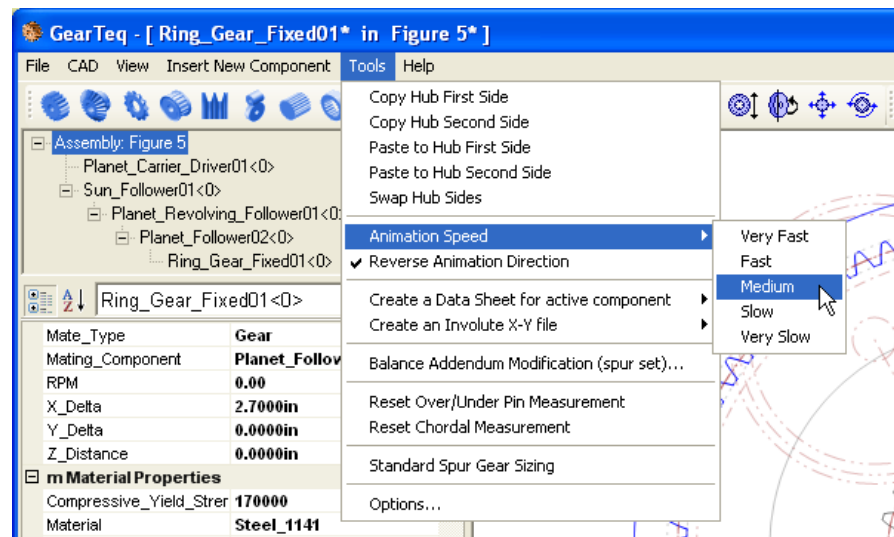 GearTeq - [ Ring_Gear_Fixed01* in Figure 5* ]
File CAD View Insert New Component Tools Help
Assembly: Figure 5
Planet_Carrier_Driver01<0>
Sun_Follower01<0>
Planet_Revolving_Follower01<0
Planet_Follower02<0>
Ring_Gear_Fixed01<0>
Ring_Gear_Fixed01<0>
Mate_Type Gear
Mating_Component Planet_Follow
RPM 0.00
X_Delta 2.7000in
Y_Delta 0.0000in
Z_Distance 0.0000in
m Material Properties
Compressive_Yield_Strer 170000
Material Steel_1141
Copy Hub First Side
Copy Hub Second Side
Paste to Hub First Side
Paste to Hub Second Side
Swap Hub Sides
Animation Speed
Reverse Animation Direction
Create a Data Sheet for active component
Create an Involute X-Y file
Balance Addendum Modification (spur set)...
Reset Over/Under Pin Measurement
Reset Chordal Measurement
Standard Spur Gear Sizing
Options...
Very Fast
Fast
Medium
Slow
Very Slow